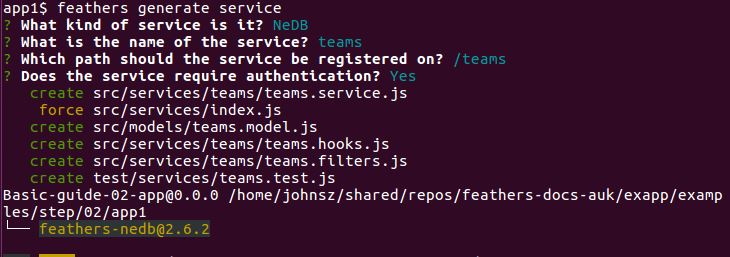 app1$ feathers generate service
? What kind of service is it? NeDB
? What is the name of the service? teams
? Which path should the service be registered on? /teams
? Does the service require authentication? Yes
create src/services/teams/teams.service.js
force src/services/index.js
create src/models/teams.model.js
create src/services/teams/teams.hooks.js
create src/services/teams/teams.filters.js
create test/services/teams.test.js
Basic-guide-02-app@0.0.0 /home/johnsz/shared/repos/feathers-docs-auk/exapp/examp
les/step/02/app1
└── feathers-nedb@2.6.2